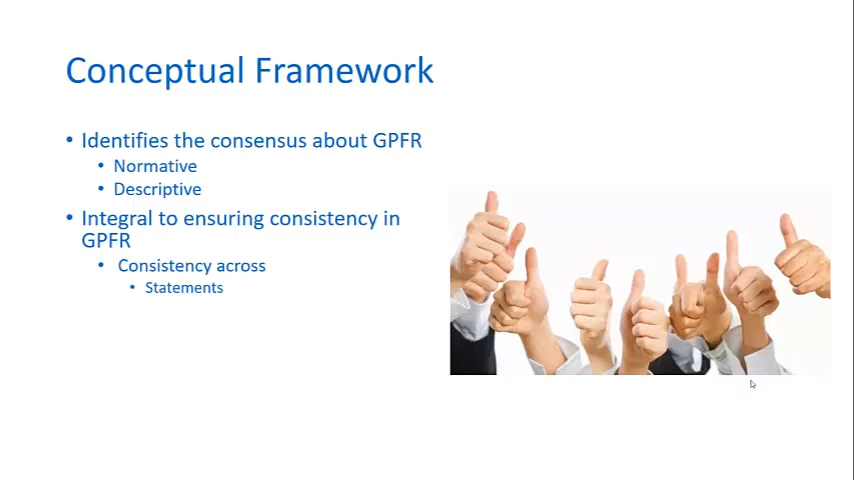 Conceptual Framework
• Identifies the consensus about GPFR
• Normative
• Descriptive
• Integral to ensuring consistency in
GPFR
• Consistency across
• Statements